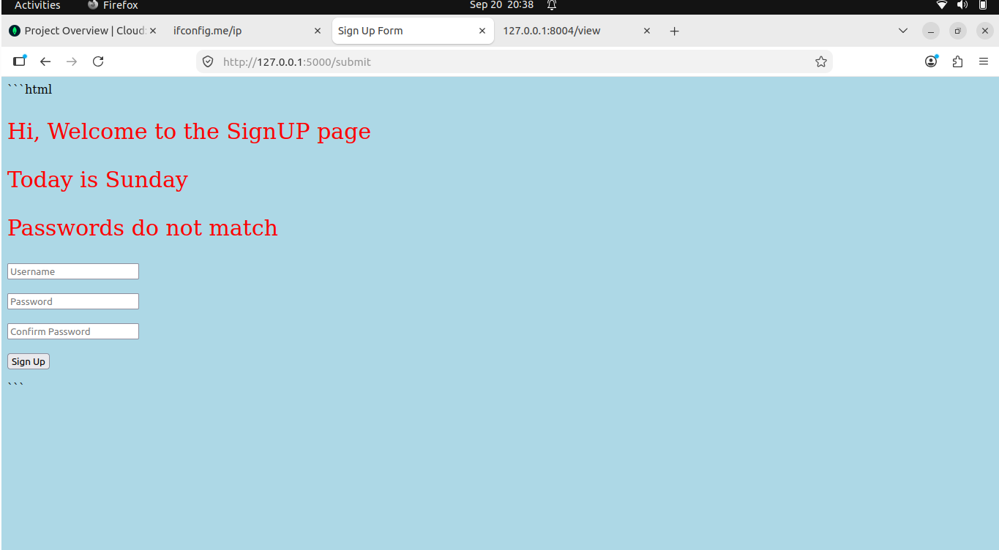 Activities Firefox Sep 20 20:38
Project Overview | Cloud ifconfig.me/ip Sign Up Form 127.0.0.1:8004/view
http://127.0.0.1:5000/submit
```html
Hi, Welcome to the SignUP page
Today is Sunday
Passwords do not match
Username
Password
Confirm Password
Sign Up
```